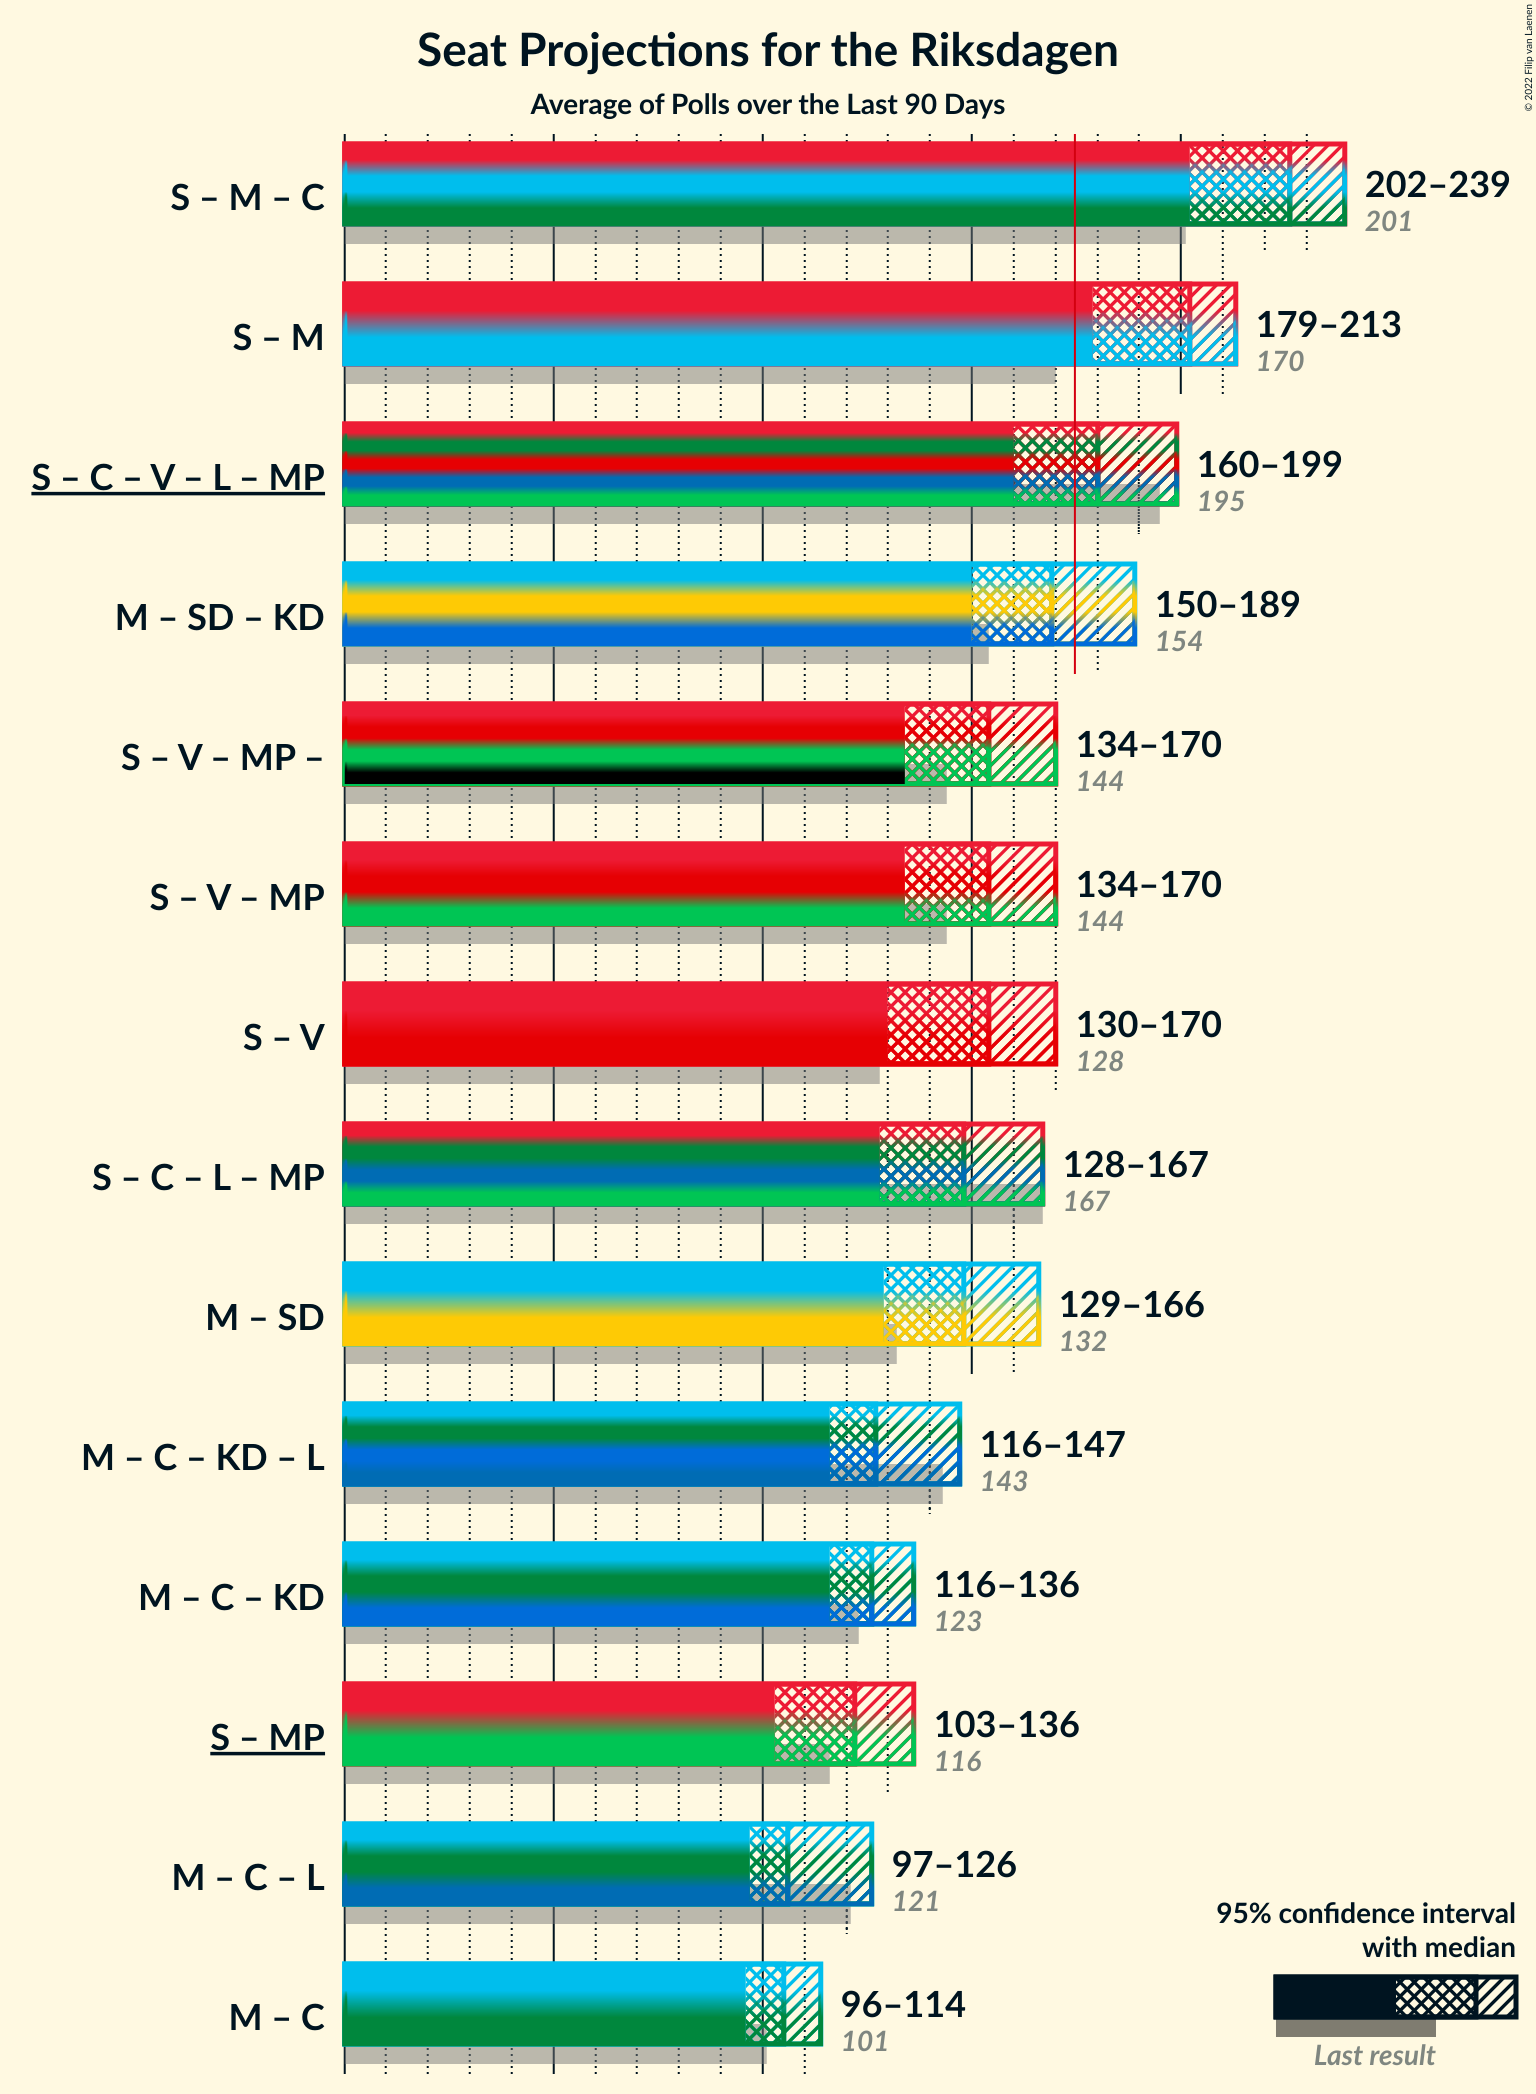 Seat Projections for the Riksdagen
Average of Polls over the Last 90 Days
© 2022 Filip van Laenen
S – M – C
202–239
201
S – M
179–213
170
S – C – V – L – MP
160–199
195
M – SD – KD
150–189
154
S – V – MP –
134–170
144
S – V – MP
134–170
144
S – V
130–170
128
S – C – L – MP
128–167
167
M – SD
129–166
132
M – C – KD – L
116–147
143
M – C – KD
116–136
123
S – MP
103–136
116
M – C – L
97–126
121
M – C
96–114
101
95% confidence interval
with median
Last result